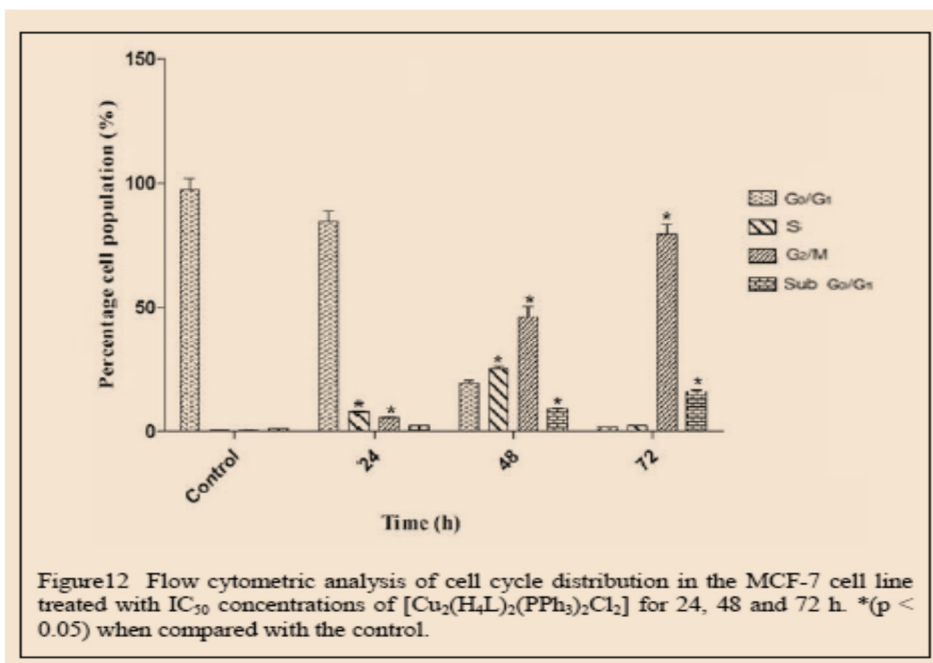 150
100
50
0
Percentage cell population (%)
G0/G1
S
G2/M
Sub G0/G1
*
*
*
*
*
*
*
Control
24
48
72
Time (h)
Figure12 Flow cytometric analysis of cell cycle distribution in the MCF-7 cell line
treated with IC₅₀ concentrations of [Cu₂(H₄L)₂(PPh₃)₂Cl₂] for 24, 48 and 72 h. *(p <
0.05) when compared with the control.